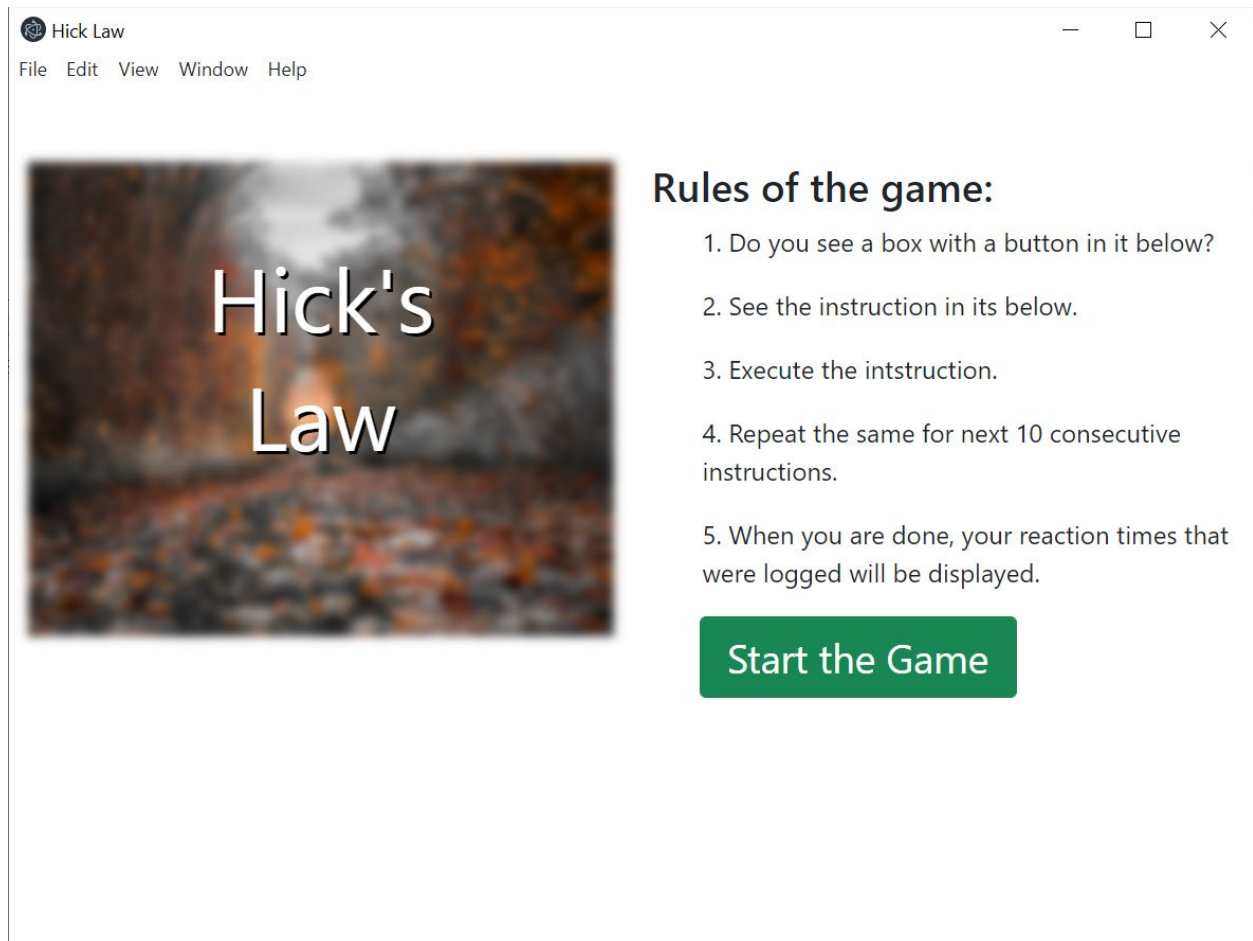 Hick Law
File Edit View Window Help
Hick's
Law
Rules of the game:
1. Do you see a box with a button in it below?
2. See the instruction in its below.
3. Execute the intstruction.
4. Repeat the same for next 10 consecutive
instructions.
5. When you are done, your reaction times that
were logged will be displayed.
Start the Game